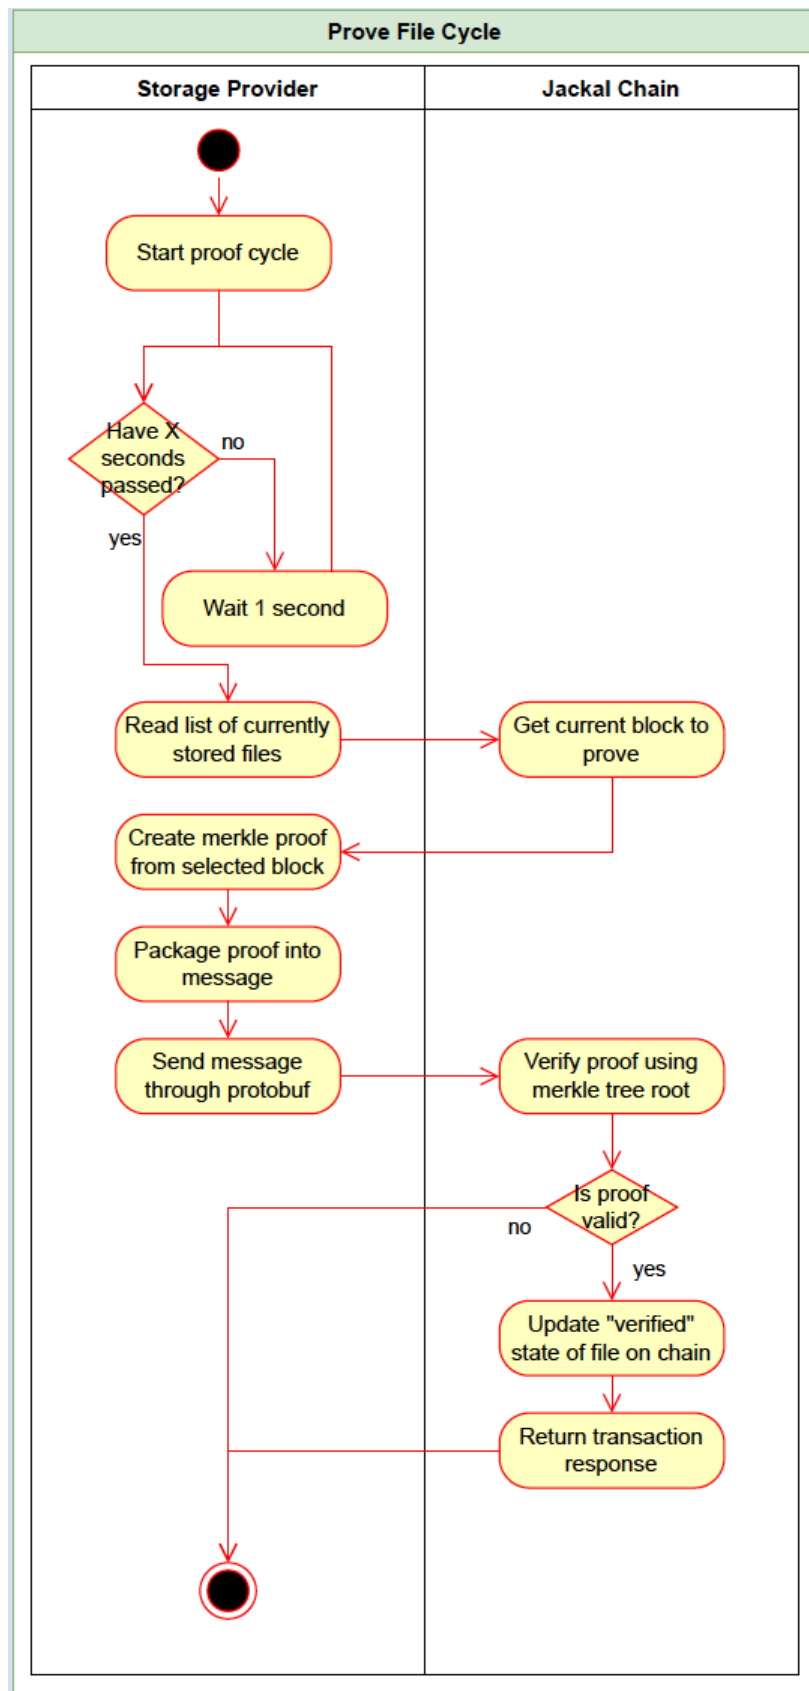 Prove File Cycle
Storage Provider
Jackal Chain
Start proof cycle
Have X
seconds
passed?
no
yes
Wait 1 second
Read list of currently
stored files
Get current block to
prove
Create merkle proof
from selected block
Package proof into
message
Send message
through protobuf
Verify proof using
merkle tree root
Is proof
valid?
no
yes
Update "verified"
state of file on chain
Return transaction
response